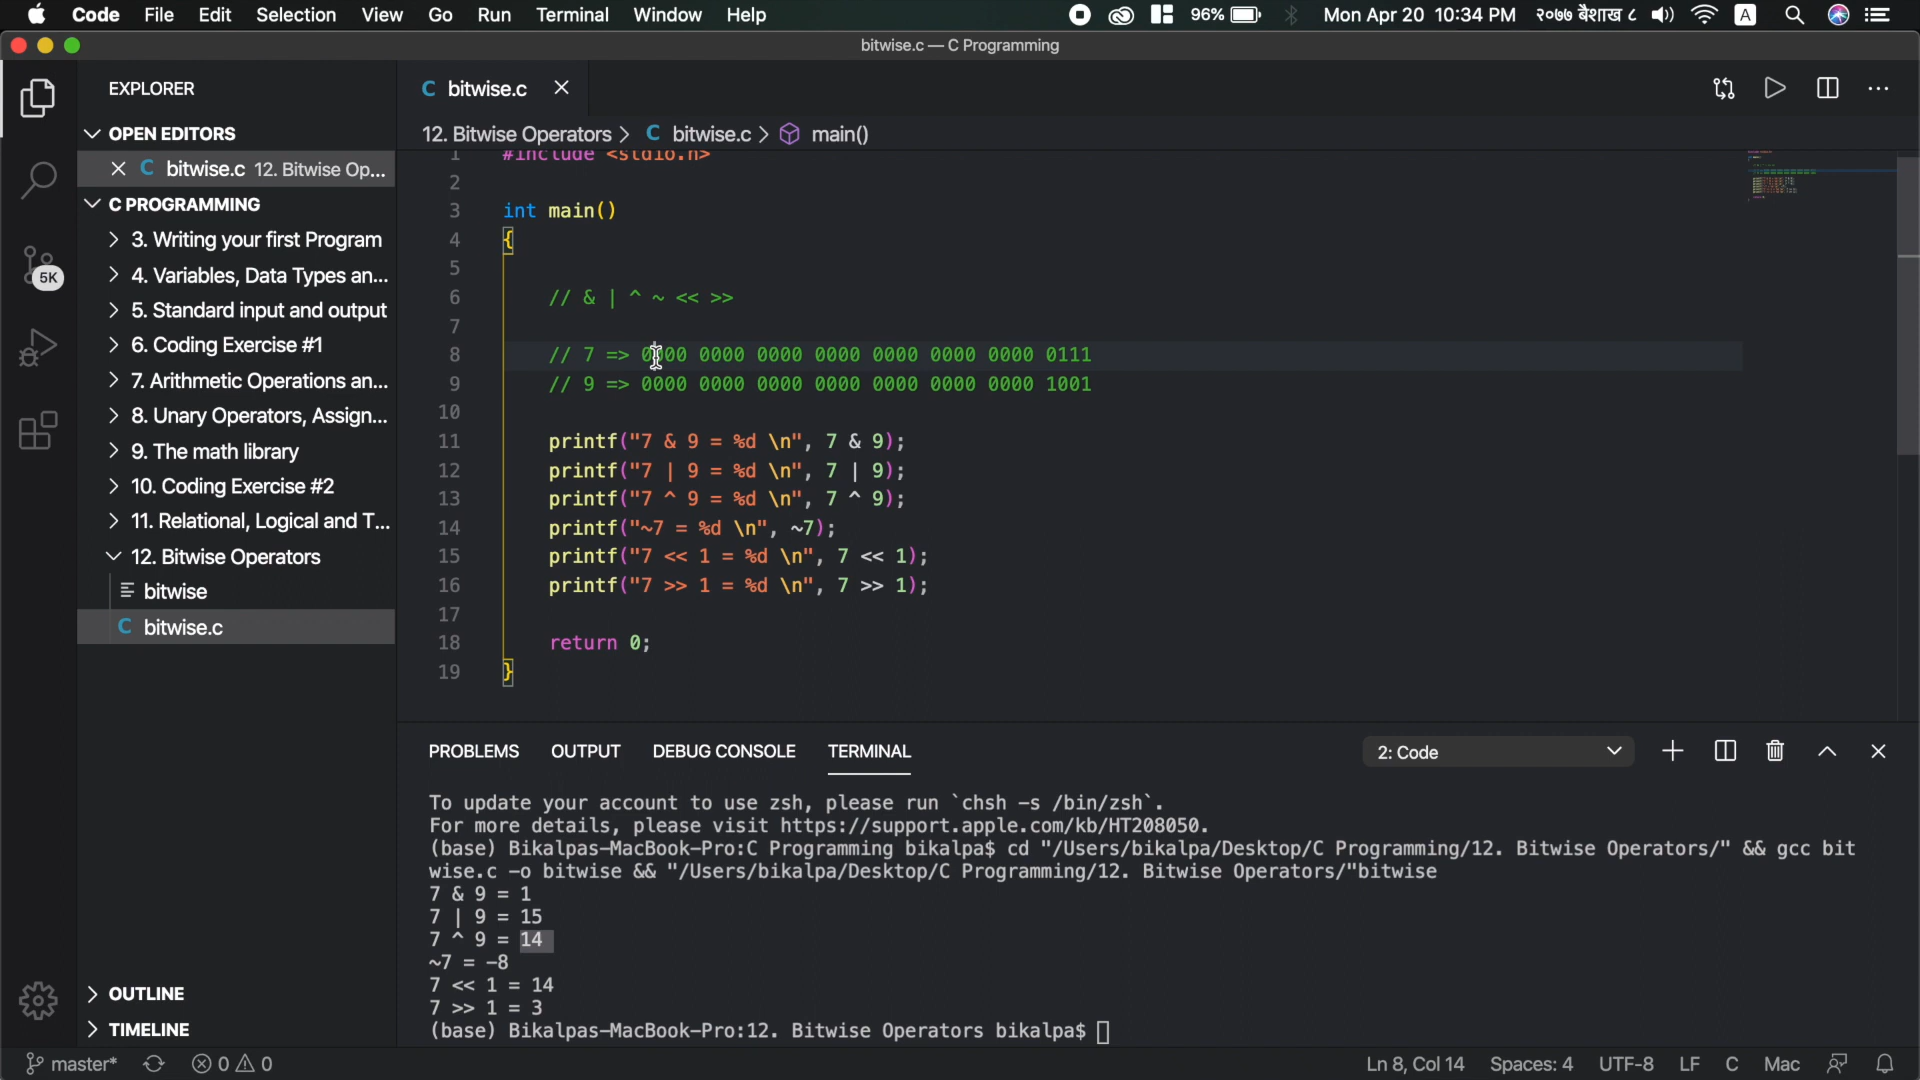 Code File Edit Selection View Go Run Terminal Window Help 96% Mon Apr 20 10:34 PM २०७७ बैशाख ८ A
bitwise.c — C Programming
EXPLORER
OPEN EDITORS
bitwise.c 12. Bitwise Op...
C PROGRAMMING
3. Writing your first Program
4. Variables, Data Types an...
5. Standard input and output
6. Coding Exercise #1
7. Arithmetic Operations an...
8. Unary Operators, Assign...
9. The math library
10. Coding Exercise #2
11. Relational, Logical and T...
12. Bitwise Operators
bitwise
C bitwise.c
OUTLINE
TIMELINE
5K
C bitwise.c
12. Bitwise Operators > C bitwise.c > main()
1 #include <stdio.h>
2
3 int main()
4 {
5
6 // & | ^ ~ << >>
7
8 // 7 => 0000 0000 0000 0000 0000 0000 0000 0111
9 // 9 => 0000 0000 0000 0000 0000 0000 0000 1001
10
11 printf("7 & 9 = %d \n", 7 & 9);
12 printf("7 | 9 = %d \n", 7 | 9);
13 printf("7 ^ 9 = %d \n", 7 ^ 9);
14 printf("~7 = %d \n", ~7);
15 printf("7 << 1 = %d \n", 7 << 1);
16 printf("7 >> 1 = %d \n", 7 >> 1);
17
18 return 0;
19 }
PROBLEMS OUTPUT DEBUG CONSOLE TERMINAL 2: Code
To update your account to use zsh, please run `chsh -s /bin/zsh`.
For more details, please visit https://support.apple.com/kb/HT208050.
(base) Bikalpas-MacBook-Pro:C Programming bikalpa$ cd "/Users/bikalpa/Desktop/C Programming/12. Bitwise Operators/" && gcc bit
wise.c -o bitwise && "/Users/bikalpa/Desktop/C Programming/12. Bitwise Operators/"bitwise
7 & 9 = 1
7 | 9 = 15
7 ^ 9 = 14
~7 = -8
7 << 1 = 14
7 >> 1 = 3
(base) Bikalpas-MacBook-Pro:12. Bitwise Operators bikalpa$
master* 0 0 Ln 8, Col 14 Spaces: 4 UTF-8 LF C Mac